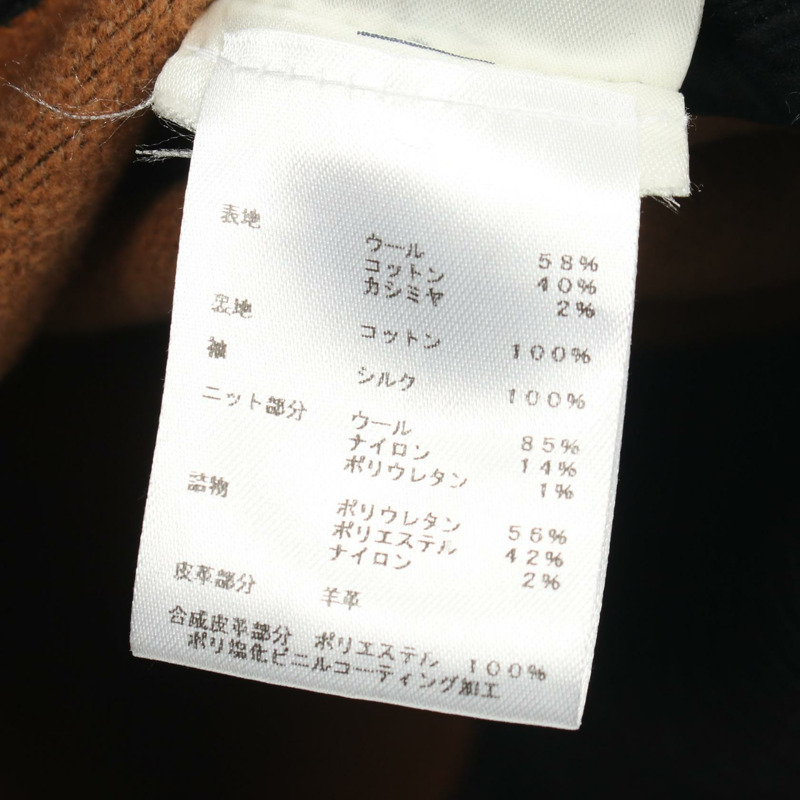 表地
ウール 58%
コットン 40%
カシミヤ 2%
裏地
コットン 100%
袖
シルク 100%
ニット部分
ウール 85%
ナイロン 14%
ポリウレタン 1%
詰物
ポリウレタン 56%
ポリエステル 42%
ナイロン 2%
皮革部分 羊革
合成皮革部分 ポリエステル 100%
ポリ塩化ビニルコーティング加工